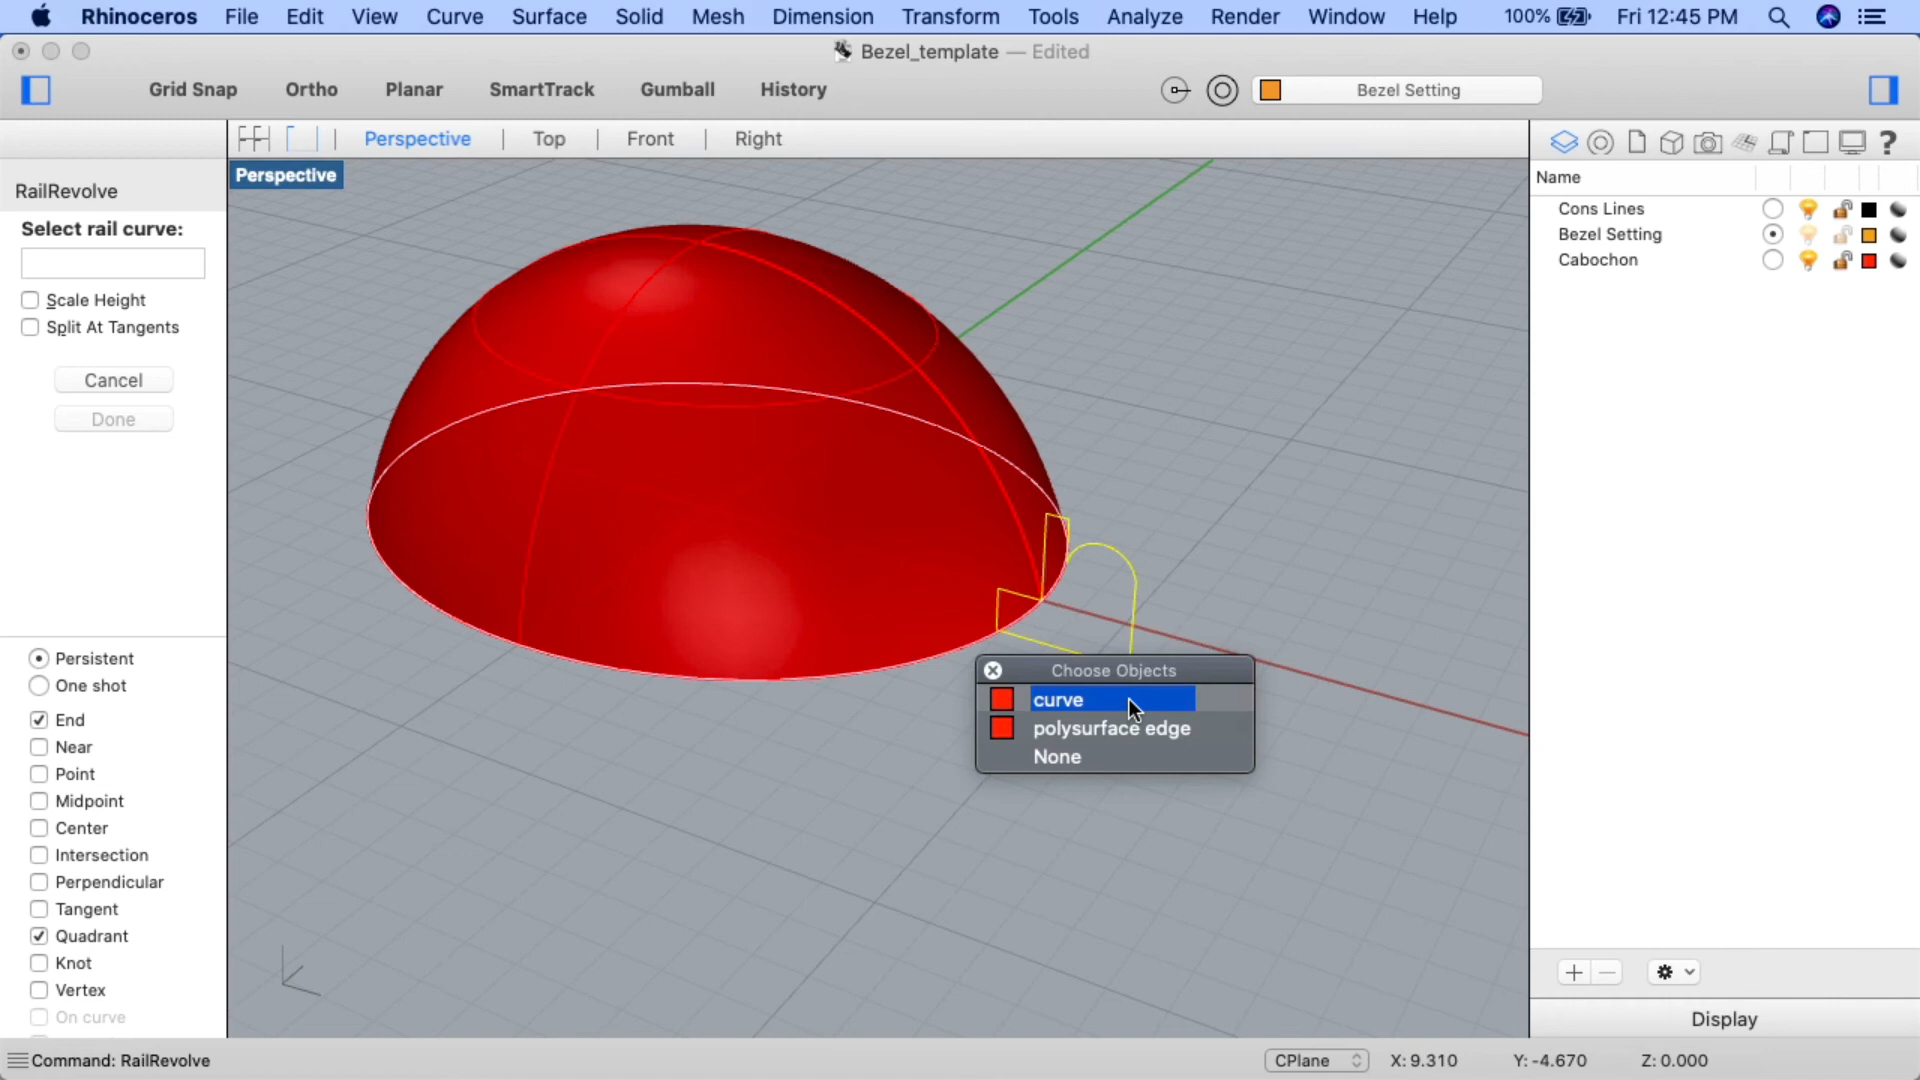 Rhinoceros File Edit View Curve Surface Solid Mesh Dimension Transform Tools Analyze Render Window Help 100% Fri 12:45 PM
Bezel_template — Edited
Grid Snap Ortho Planar SmartTrack Gumball History Bezel Setting
Perspective Top Front Right
Perspective
RailRevolve
Select rail curve:
Scale Height
Split At Tangents
Cancel
Done
Persistent
One shot
End
Near
Point
Midpoint
Center
Intersection
Perpendicular
Tangent
Quadrant
Knot
Vertex
On curve
Choose Objects
curve
polysurface edge
None
Name
Cons Lines
Bezel Setting
Cabochon
Display
Command: RailRevolve
CPlane X: 9.310 Y: -4.670 Z: 0.000